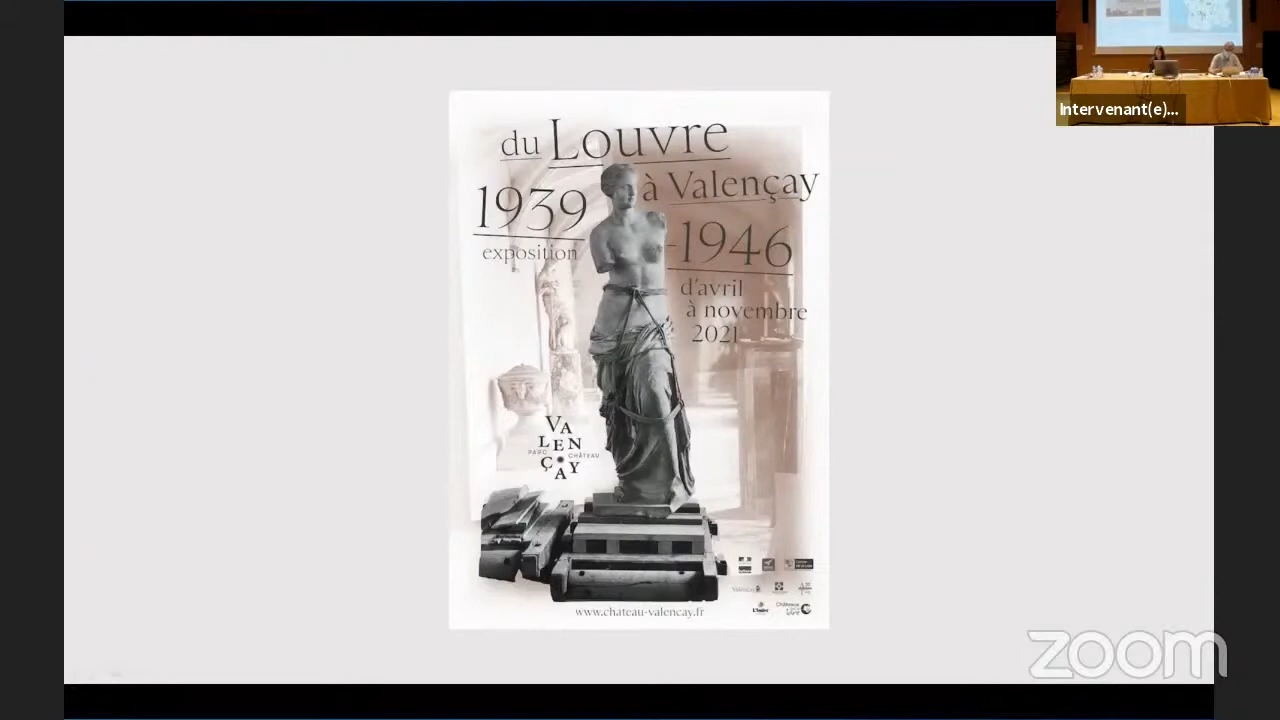 du Louvre
à Valençay
1939
-1946
exposition
d'avril
à novembre
2021
VA
LEN
PARC CHÂTEAU
ÇAY
www.chateau-valencay.fr
Intervenant(e)...
zoom